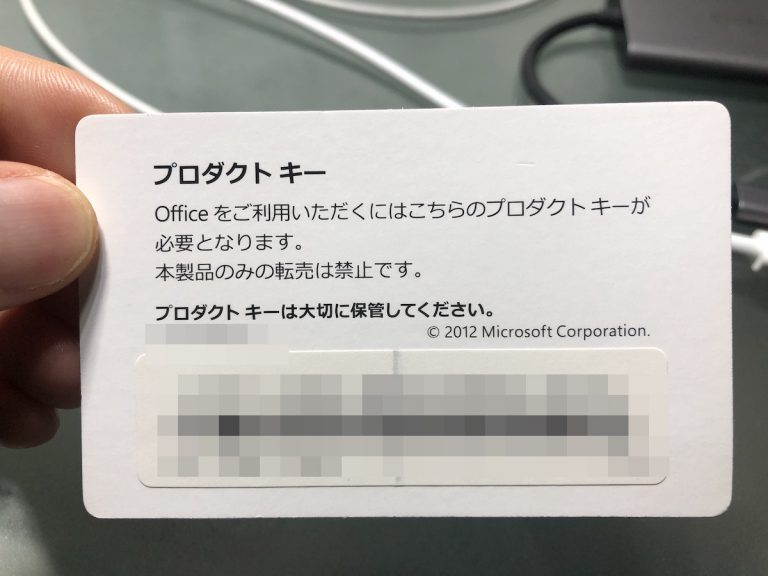 プロダクト キー
Office をご利用いただくにはこちらのプロダクト キーが
必要となります。
本製品のみの転売は禁止です。
プロダクト キーは大切に保管してください。
© 2012 Microsoft Corporation.